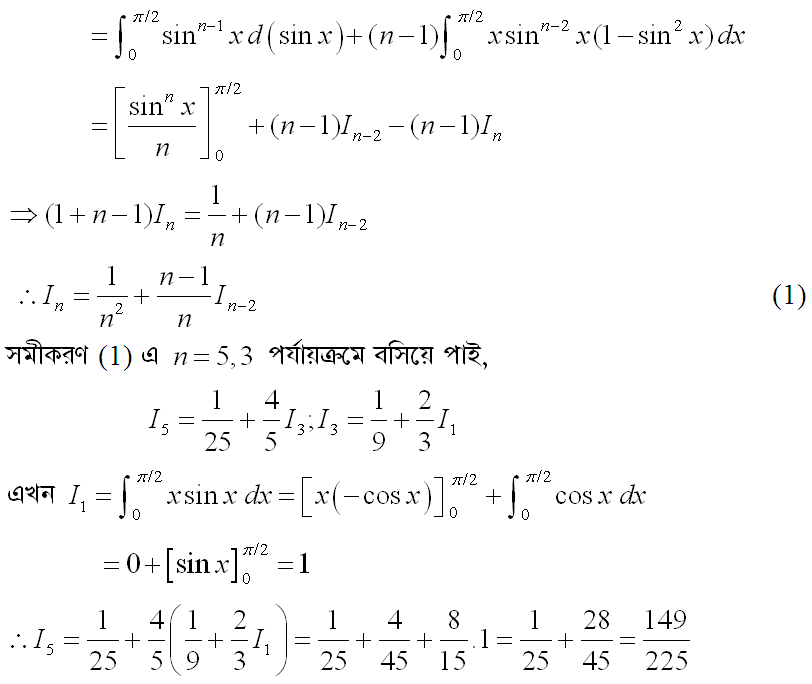 = ∫₀^{π/2} sin^{n-1} x d(sin x) + (n-1) ∫₀^{π/2} x sin^{n-2} x (1 - sin² x) dx
= [sin^n x / n]₀^{π/2} + (n-1)I_{n-2} - (n-1)I_n
⇒ (1+n-1)I_n = 1/n + (n-1)I_{n-2}
∴ I_n = 1/n² + (n-1)/n I_{n-2} (1)
সমীকরণ (1) এ n = 5, 3 পর্যায়ক্রমে বসিয়ে পাই,
I₅ = 1/25 + 4/5 I₃; I₃ = 1/9 + 2/3 I₁
এখন I₁ = ∫₀^{π/2} x sin x dx = [x(-cos x)]₀^{π/2} + ∫₀^{π/2} cos x dx
= 0 + [sin x]₀^{π/2} = 1
∴ I₅ = 1/25 + 4/5 (1/9 + 2/3 I₁) = 1/25 + 4/45 + 8/15 .1 = 1/25 + 28/45 = 149/225